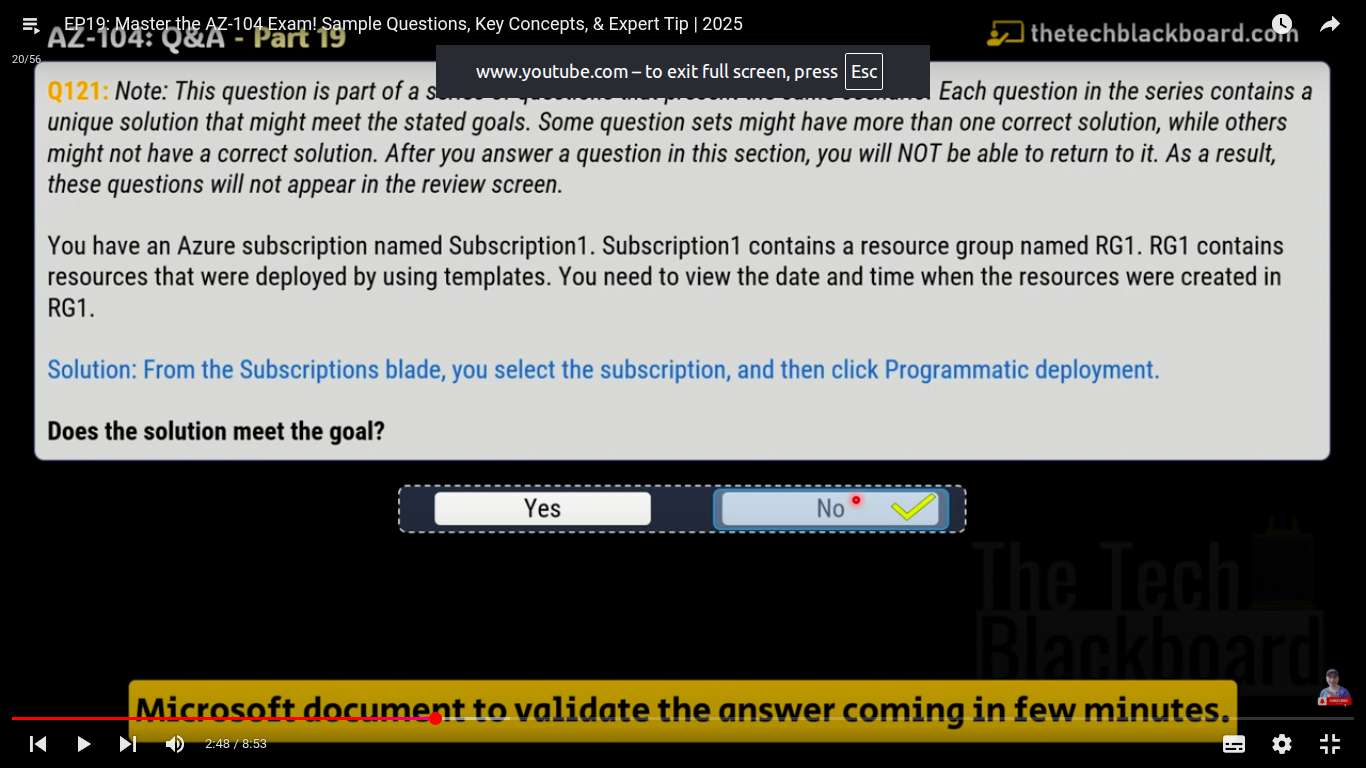 EP19: Master the AZ-104 Exam! Sample Questions, Key Concepts, & Expert Tip | 2025
AZ-104: Q&A - Part 19
thetechblackboard.com
20/56
www.youtube.com – to exit full screen, press Esc
Q121: Note: This question is part of a Each question in the series contains a
unique solution that might meet the stated goals. Some question sets might have more than one correct solution, while others
might not have a correct solution. After you answer a question in this section, you will NOT be able to return to it. As a result,
these questions will not appear in the review screen.
You have an Azure subscription named Subscription1. Subscription1 contains a resource group named RG1. RG1 contains
resources that were deployed by using templates. You need to view the date and time when the resources were created in
RG1.
Solution: From the Subscriptions blade, you select the subscription, and then click Programmatic deployment.
Does the solution meet the goal?
Yes
No
The Tech
Blackboard
Microsoft document to validate the answer coming in few minutes.
2:48 / 8:53